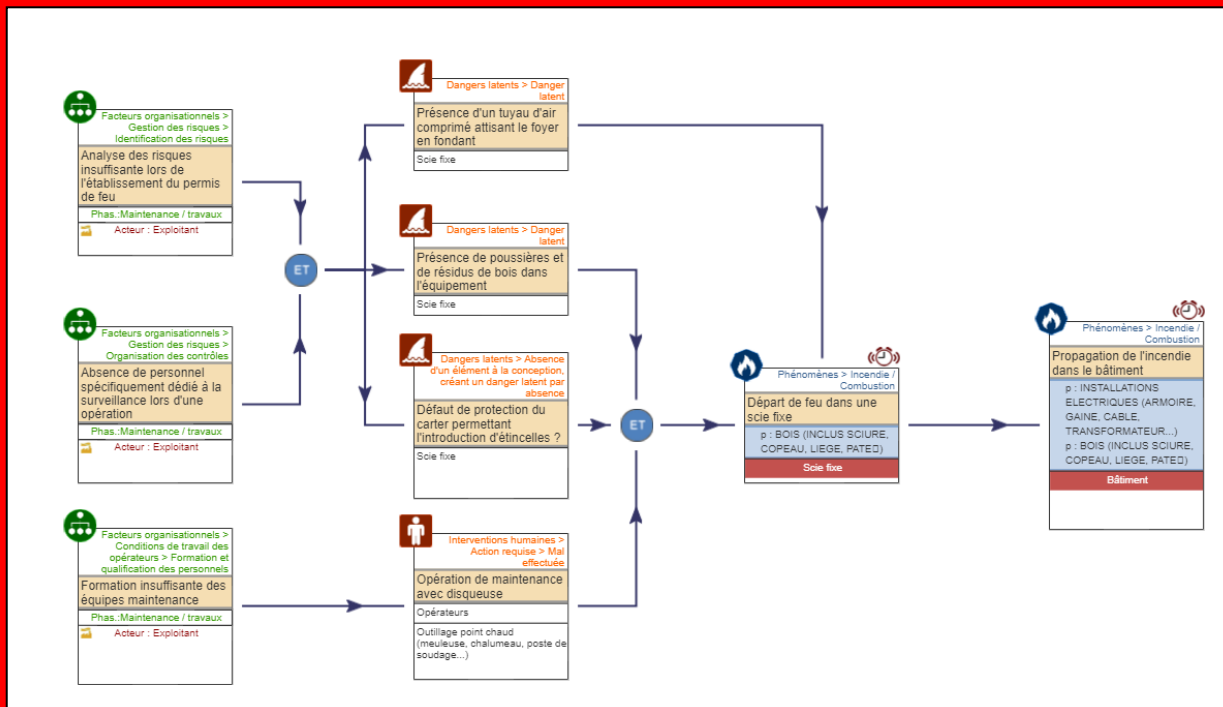 Facteurs organisationnels >
Gestion des risques >
Identification des risques
Analyse des risques
insuffisante lors de
l'établissement du permis
de feu
Phas.:Maintenance / travaux
Acteur : Exploitant
Facteurs organisationnels >
Gestion des risques >
Organisation des contrôles
Absence de personnel
spécifiquement dédié à la
surveillance lors d'une
opération
Phas.:Maintenance / travaux
Acteur : Exploitant
Facteurs organisationnels >
Conditions de travail des
opérateurs > Formation et
qualification des personnels
Formation insuffisante des
équipes maintenance
Phas.:Maintenance / travaux
Acteur : Exploitant
ET
Dangers latents > Danger
latent
Présence d'un tuyau d'air
comprimé attisant le foyer
en fondant
Scie fixe
Dangers latents > Danger
latent
Présence de poussières et
de résidus de bois dans
l'équipement
Scie fixe
Dangers latents > Absence
d'un élément à la conception,
créant un danger latent par
absence
Défaut de protection du
carter permettant
l'introduction d'étincelles ?
Scie fixe
Interventions humaines >
Action requise > Mal
effectuée
Opération de maintenance
avec disqueuse
Opérateurs
Outillage point chaud
(meuleuse, chalumeau, poste de
soudage...)
ET
Phénomènes > Incendie /
Combustion
Départ de feu dans une
scie fixe
p : BOIS (INCLUS SCIURE,
COPEAU, LIEGE, PATE▯)
Scie fixe
Phénomènes > Incendie /
Combustion
Propagation de l'incendie
dans le bâtiment
p : INSTALLATIONS
ELECTRIQUES (ARMOIRE,
GAINE, CABLE,
TRANSFORMATEUR...)
p : BOIS (INCLUS SCIURE,
COPEAU, LIEGE, PATE▯)
Bâtiment